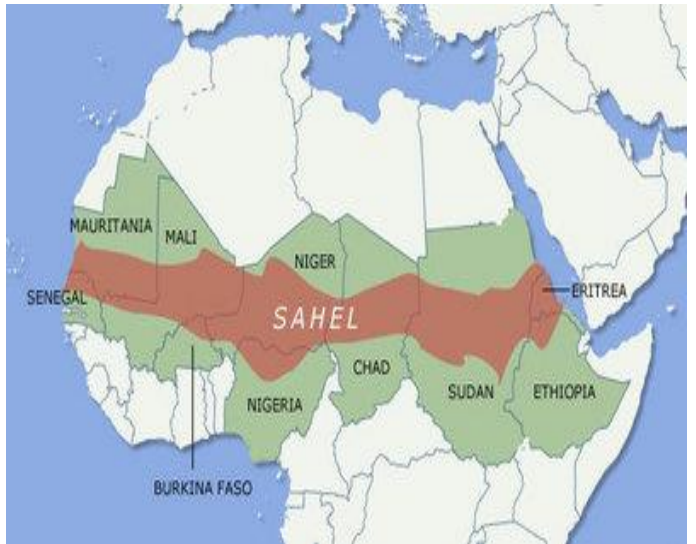 MAURITANIA
MALI
NIGER
SENEGAL
ERITREA
SAHEL
CHAD
SUDAN
ETHIOPIA
NIGERIA
BURKINA FASO